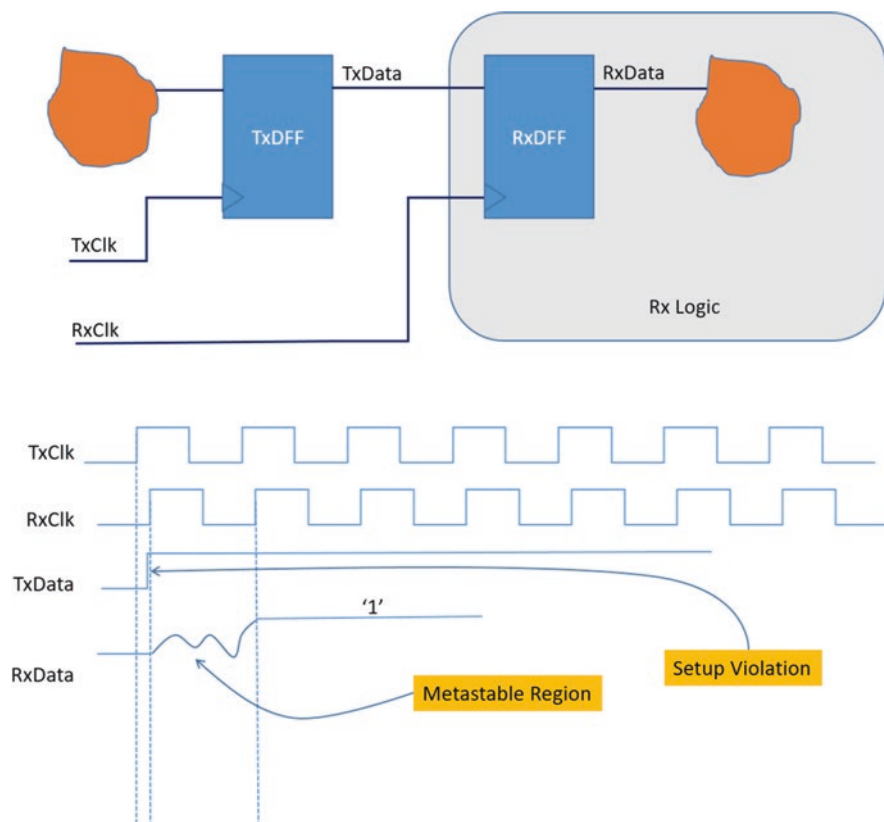 TxData
RxData
TxDFF
RxDFF
TxClk
RxClk
Rx Logic
TxClk
RxClk
TxData
‘1’
RxData
Setup Violation
Metastable Region